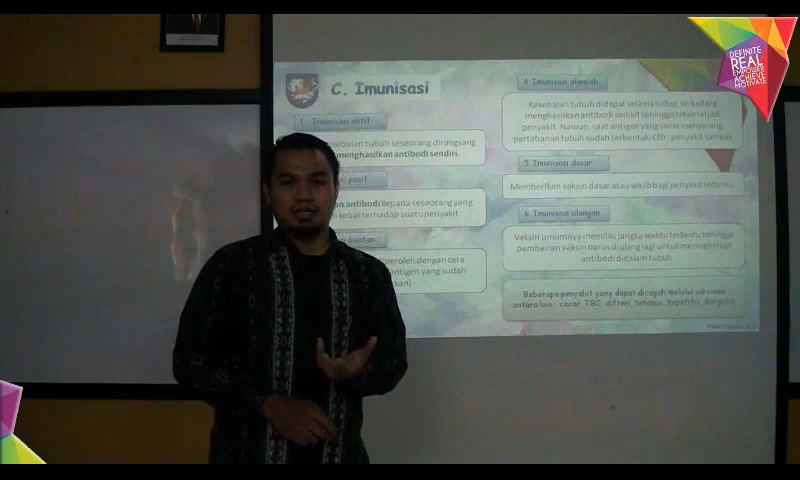 DEFINITE
REAL
EMPOWER
ACHIEVE
MOTIVATE
C. Imunisasi
1 Imunisasi aktif
kebalan tubuh seseorang dirangsang
menghasilkan antibodi sendiri.
pasif
an antibodi kepada seseorang yang
kebal terhadap suatu penyakit.
buatan
peroleh dengan cara
antigen yang sudah
kan)
4 Imunisasi alamiah
Kekebalan tubuh didapat selama hidup, terkadang
menghasilkan antibodi sedikit sehingga tetap terjadi
penyakit. Namun, saat antigen yang sama menyerang,
pertahanan tubuh sudah terbentuk. Cth : penyakit campak
5 Imunisasi dasar
Memberikan vaksin dasar atau wajib bagi penyakit tertentu.
6 Imunisasi ulangan
Vaksin umumnya memiliki jangka waktu tertentu sehingga
pemberian vaksin harus diulang lagi untuk meningkatkan
antibodi didalam tubuh.
Beberapa penyakit yang dapat dicegah melalui vaksinasi
antara lain : cacar, TBC, difteri, tetanus, hepatitis, dan polio.